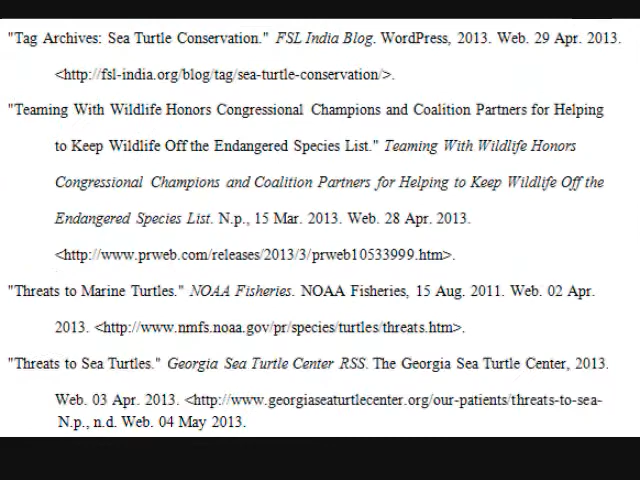 "Tag Archives: Sea Turtle Conservation." FSL India Blog. WordPress, 2013. Web. 29 Apr. 2013.
<http://fsl-india.org/blog/tag/sea-turtle-conservation/>.
"Teaming With Wildlife Honors Congressional Champions and Coalition Partners for Helping
to Keep Wildlife Off the Endangered Species List." Teaming With Wildlife Honors
Congressional Champions and Coalition Partners for Helping to Keep Wildlife Off the
Endangered Species List. N.p., 15 Mar. 2013. Web. 28 Apr. 2013.
<http://www.prweb.com/releases/2013/3/prweb10533999.htm>.
"Threats to Marine Turtles." NOAA Fisheries. NOAA Fisheries, 15 Aug. 2011. Web. 02 Apr.
2013. <http://www.nmfs.noaa.gov/pr/species/turtles/threats.htm>.
"Threats to Sea Turtles." Georgia Sea Turtle Center RSS. The Georgia Sea Turtle Center, 2013.
Web. 03 Apr. 2013. <http://www.georgiaseaturtlecenter.org/our-patients/threats-to-sea-
N.p., n.d. Web. 04 May 2013.